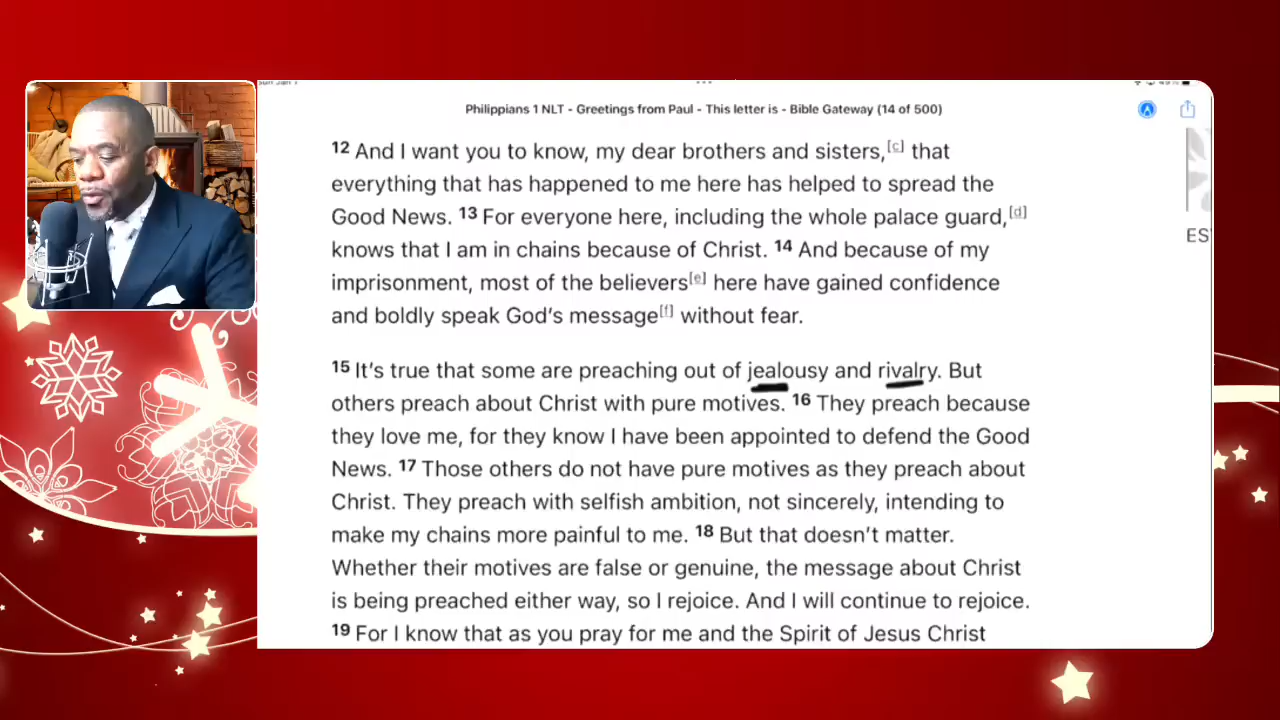 Philippians 1 NLT - Greetings from Paul - This letter is - Bible Gateway (14 of 500)
12 And I want you to know, my dear brothers and sisters,[c] that
everything that has happened to me here has helped to spread the
Good News. 13 For everyone here, including the whole palace guard,[d]
knows that I am in chains because of Christ. 14 And because of my
imprisonment, most of the believers[e] here have gained confidence
and boldly speak God’s message[f] without fear.
15 It’s true that some are preaching out of jealousy and rivalry. But
others preach about Christ with pure motives. 16 They preach because
they love me, for they know I have been appointed to defend the Good
News. 17 Those others do not have pure motives as they preach about
Christ. They preach with selfish ambition, not sincerely, intending to
make my chains more painful to me. 18 But that doesn’t matter.
Whether their motives are false or genuine, the message about Christ
is being preached either way, so I rejoice. And I will continue to rejoice.
19 For I know that as you pray for me and the Spirit of Jesus Christ
ES